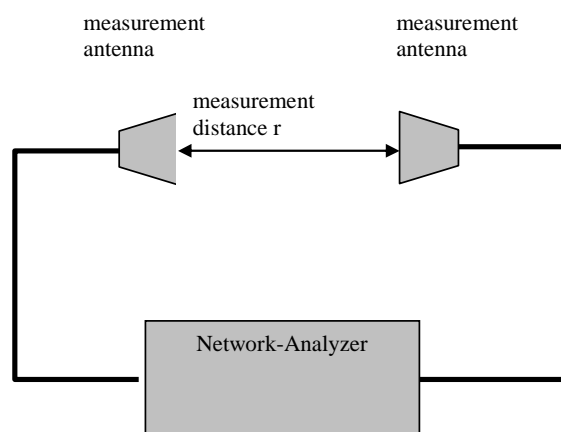 measurement
antenna
measurement
antenna
measurement
distance r
Network-Analyzer